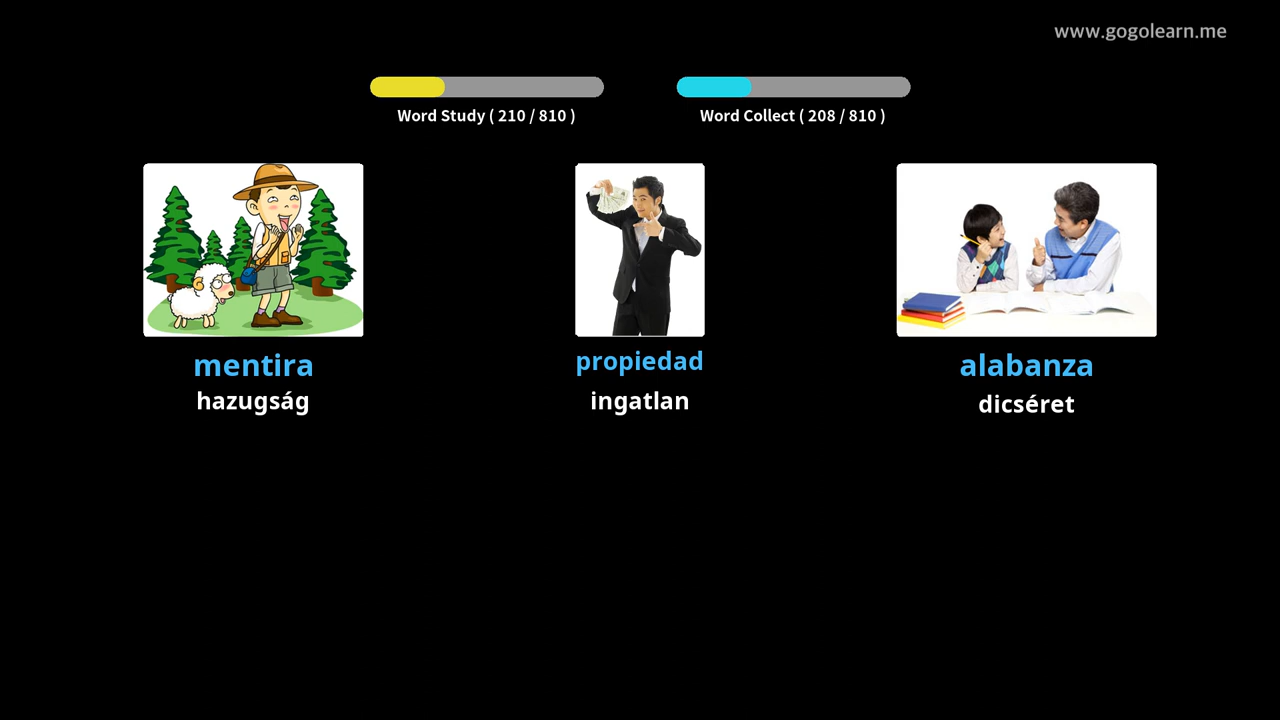 www.gogolearn.me
Word Study ( 210 / 810 )
Word Collect ( 208 / 810 )
mentira
hazugság
propiedad
ingatlan
alabanza
dicséret